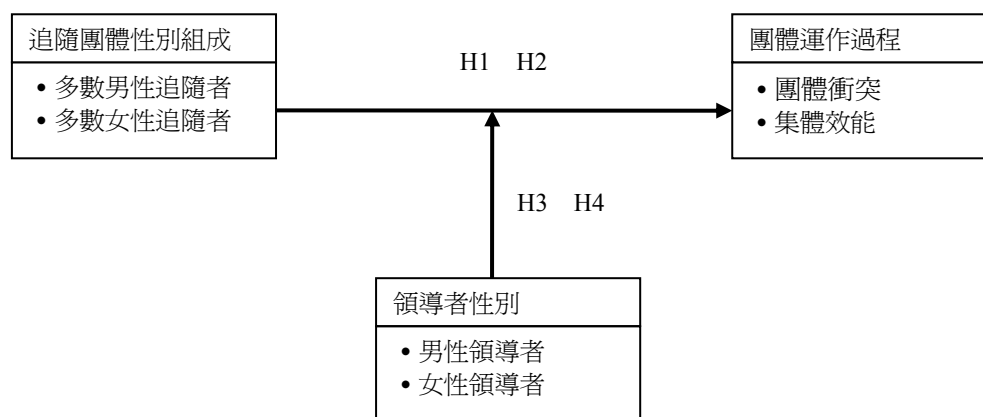 追隨團體性別組成
• 多數男性追隨者
• 多數女性追隨者
H1 H2
團體運作過程
• 團體衝突
• 集體效能
H3 H4
領導者性別
• 男性領導者
• 女性領導者